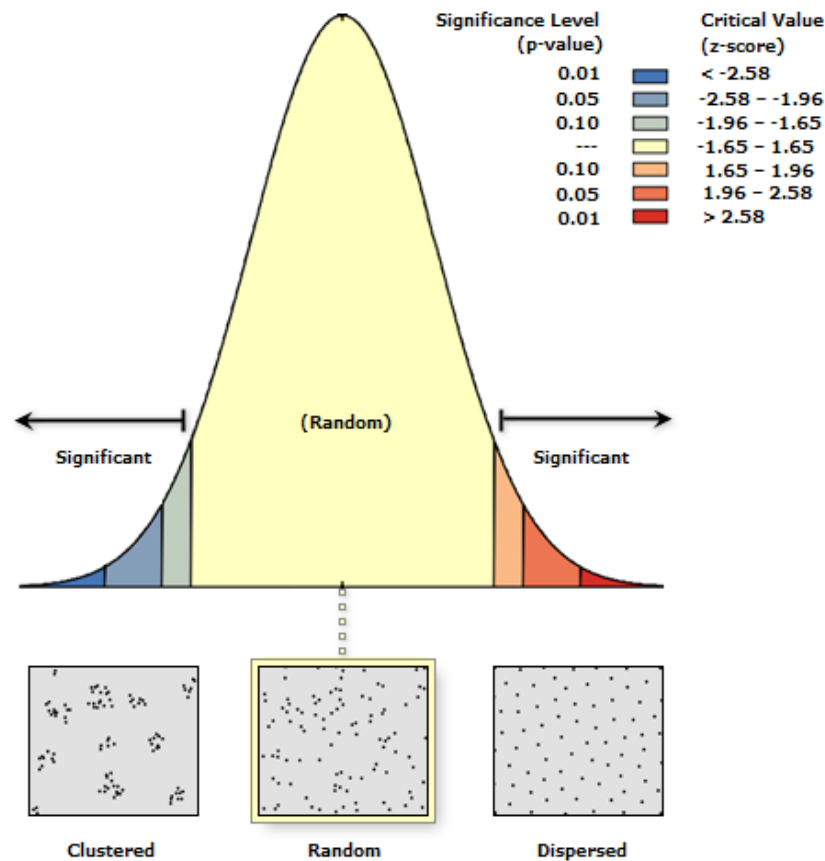 Significance Level
(p-value)
Critical Value
(z-score)
0.01 < -2.58
0.05 -2.58 – -1.96
0.10 -1.96 – -1.65
--- -1.65 – 1.65
0.10 1.65 – 1.96
0.05 1.96 – 2.58
0.01 > 2.58
(Random)
Significant
Significant
Clustered
Random
Dispersed